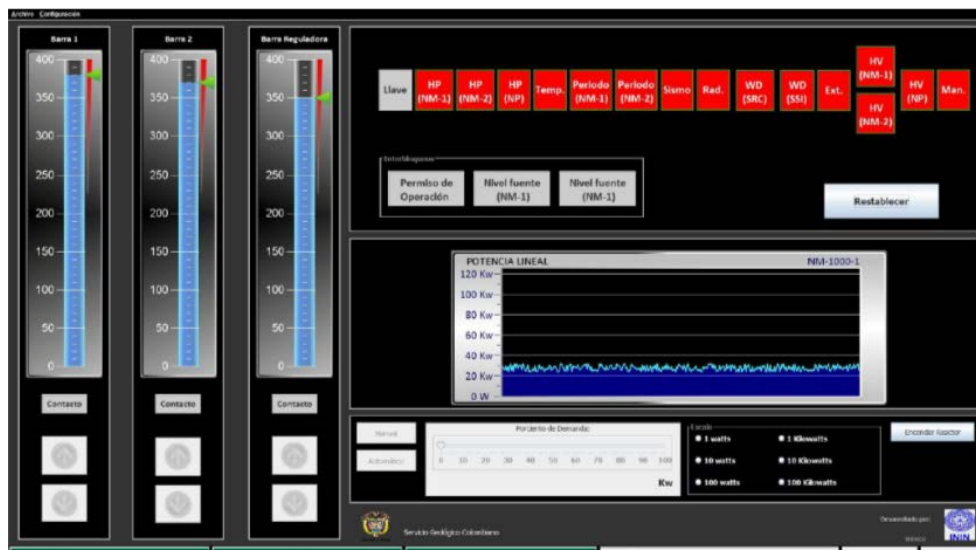 Archivo Configuración
Barra 1
400
350
300
250
200
150
100
50
0
Contacto
Barra 2
400
350
300
250
200
150
100
50
0
Contacto
Barra Reguladora
400
350
300
250
200
150
100
50
0
Contacto
Llave
HP
(NM-1)
HP
(NM-2)
HP
(NP)
Temp.
Periodo
(NM-1)
Periodo
(NM-2)
Sismo
Rad.
WD
(SRC)
WD
(SSI)
Ext.
HV
(NM-1)
HV
(NM-2)
HV
(NP)
Man.
Interbloqueos
Permiso de
Operación
Nivel fuente
(NM-1)
Nivel fuente
(NM-1)
Restablecer
POTENCIA LINEAL NM-1000-1
120 Kw
100 Kw
80 Kw
60 Kw
40 Kw
20 Kw
0 W
Manual
Automático
Porciento de Demanda:
0 10 20 30 40 50 60 70 80 90 100
Kw
Escala
1 watts 1 Kilowatts
10 watts 10 Kilowatts
100 watts 100 Kilowatts
Encender Reactor
Servicio Geológico Colombiano
Desarrollado por:
MÉXICO
ININ